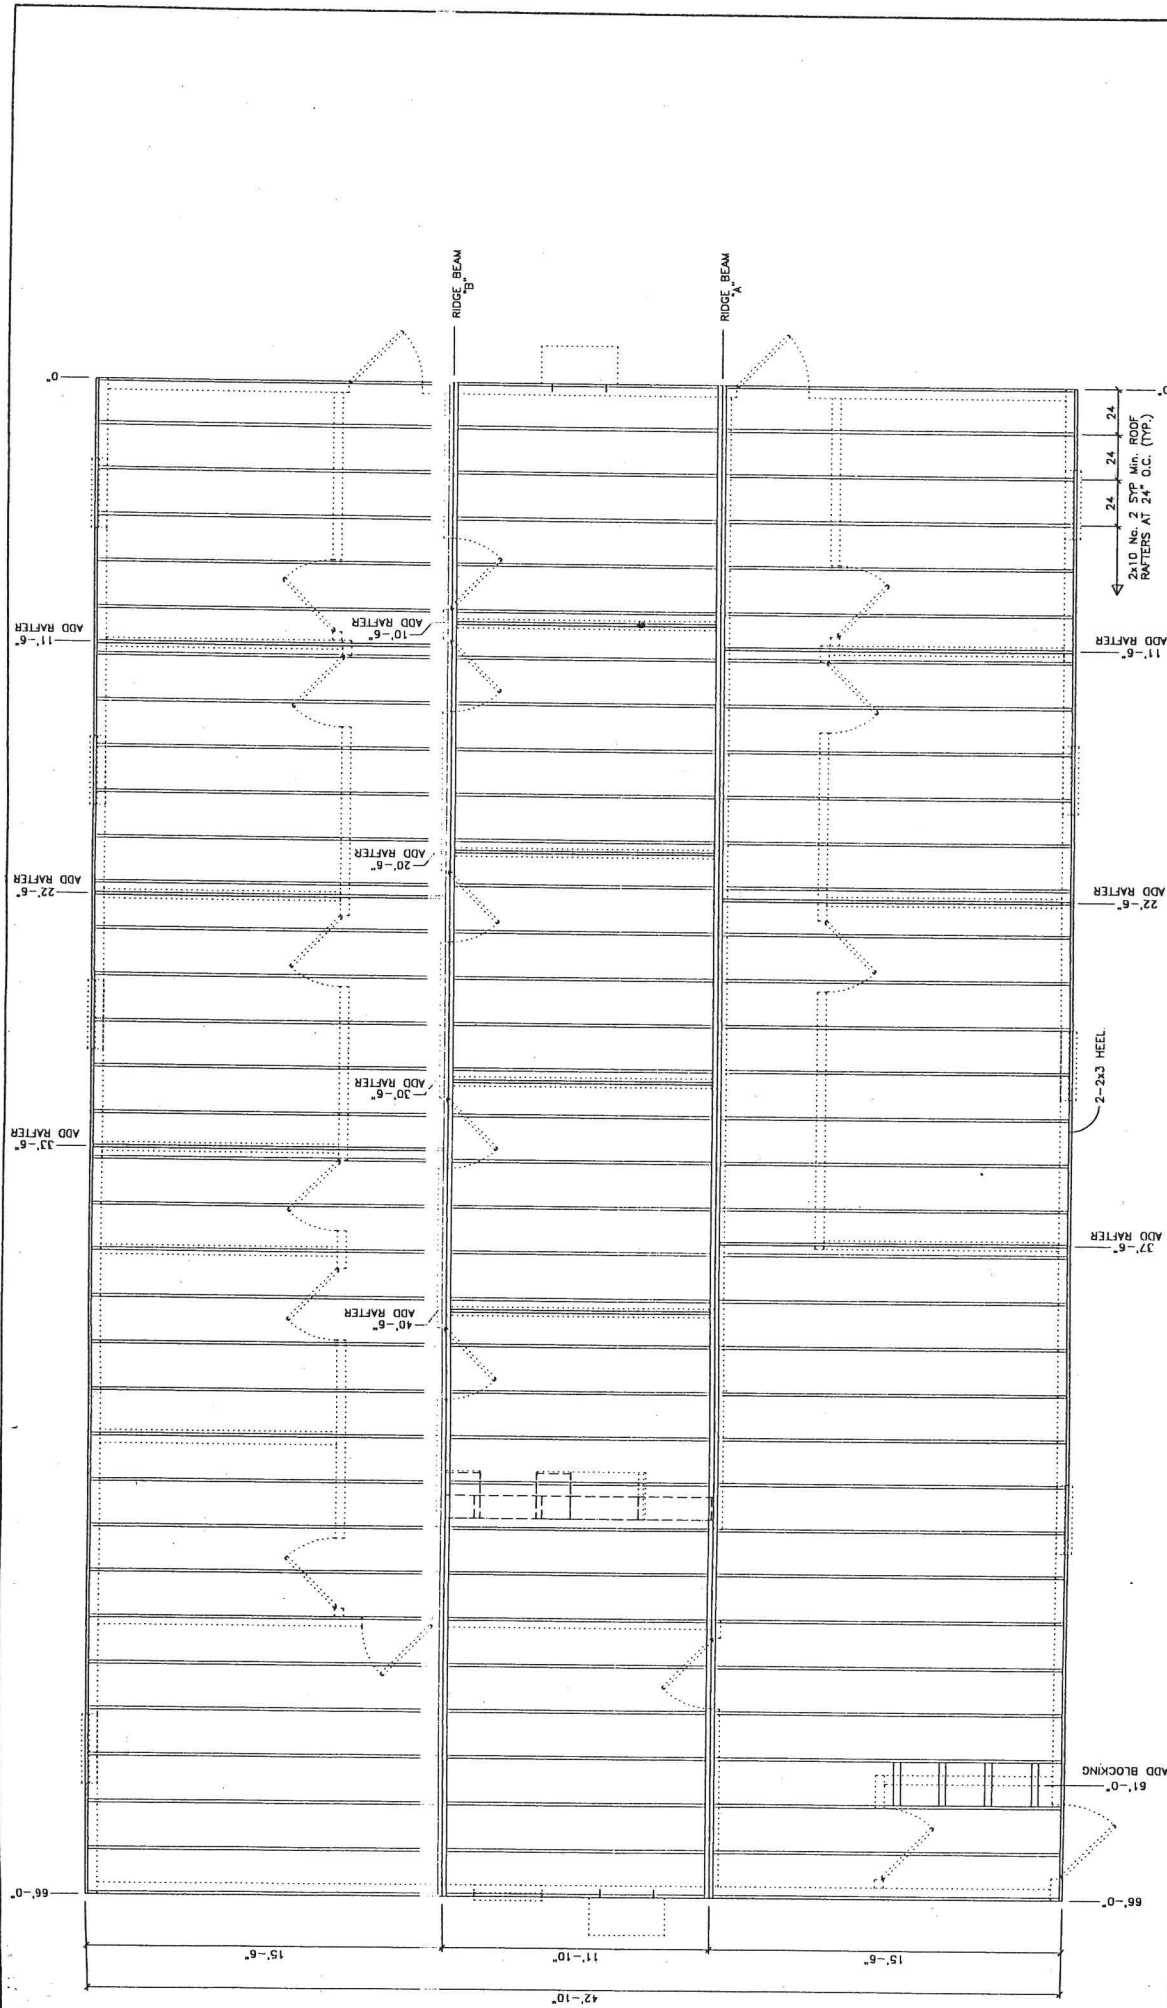 RIDGE BEAM
"B"
RIDGE BEAM
"A"
0"
0"
24
24
24
2x10 No. 2 SYP Min. ROOF
RAFTERS AT 24" O.C. (TYP.)
ADD RAFTER
11'-6"
ADD RAFTER
10'-6"
ADD RAFTER
11'-6"
ADD RAFTER
20'-6"
ADD RAFTER
22'-6"
ADD RAFTER
22'-6"
ADD RAFTER
30'-6"
2-2x3 HEEL
ADD RAFTER
33'-6"
ADD RAFTER
37'-6"
ADD RAFTER
40'-6"
ADD BLOCKING
61'-0"
66'-0"
66'-0"
15'-6"
11'-10"
15'-6"
42'-10"